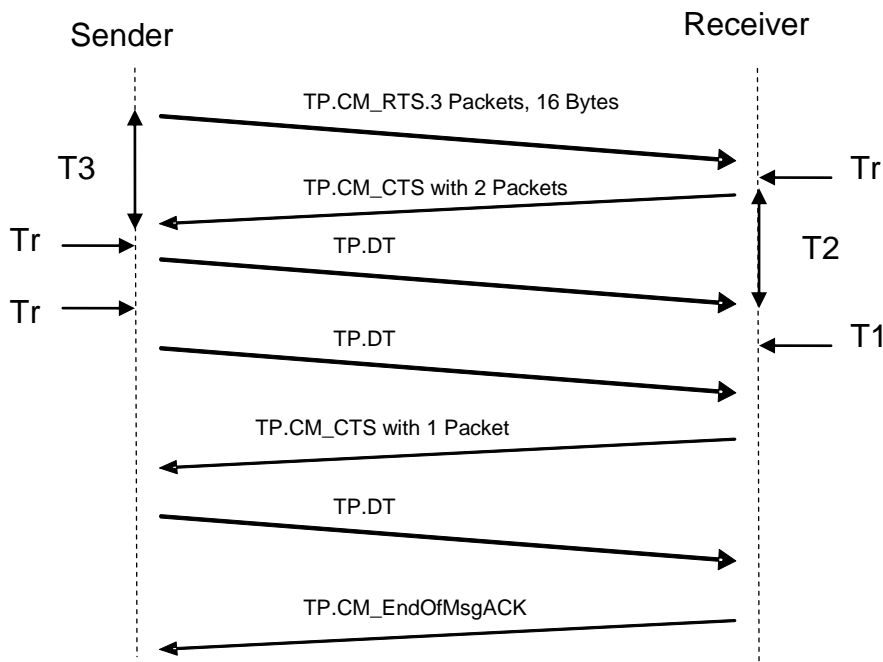 Sender
Receiver
TP.CM_RTS.3 Packets, 16 Bytes
T3
Tr
TP.CM_CTS with 2 Packets
Tr
TP.DT
T2
Tr
TP.DT
T1
TP.CM_CTS with 1 Packet
TP.DT
TP.CM_EndOfMsgACK